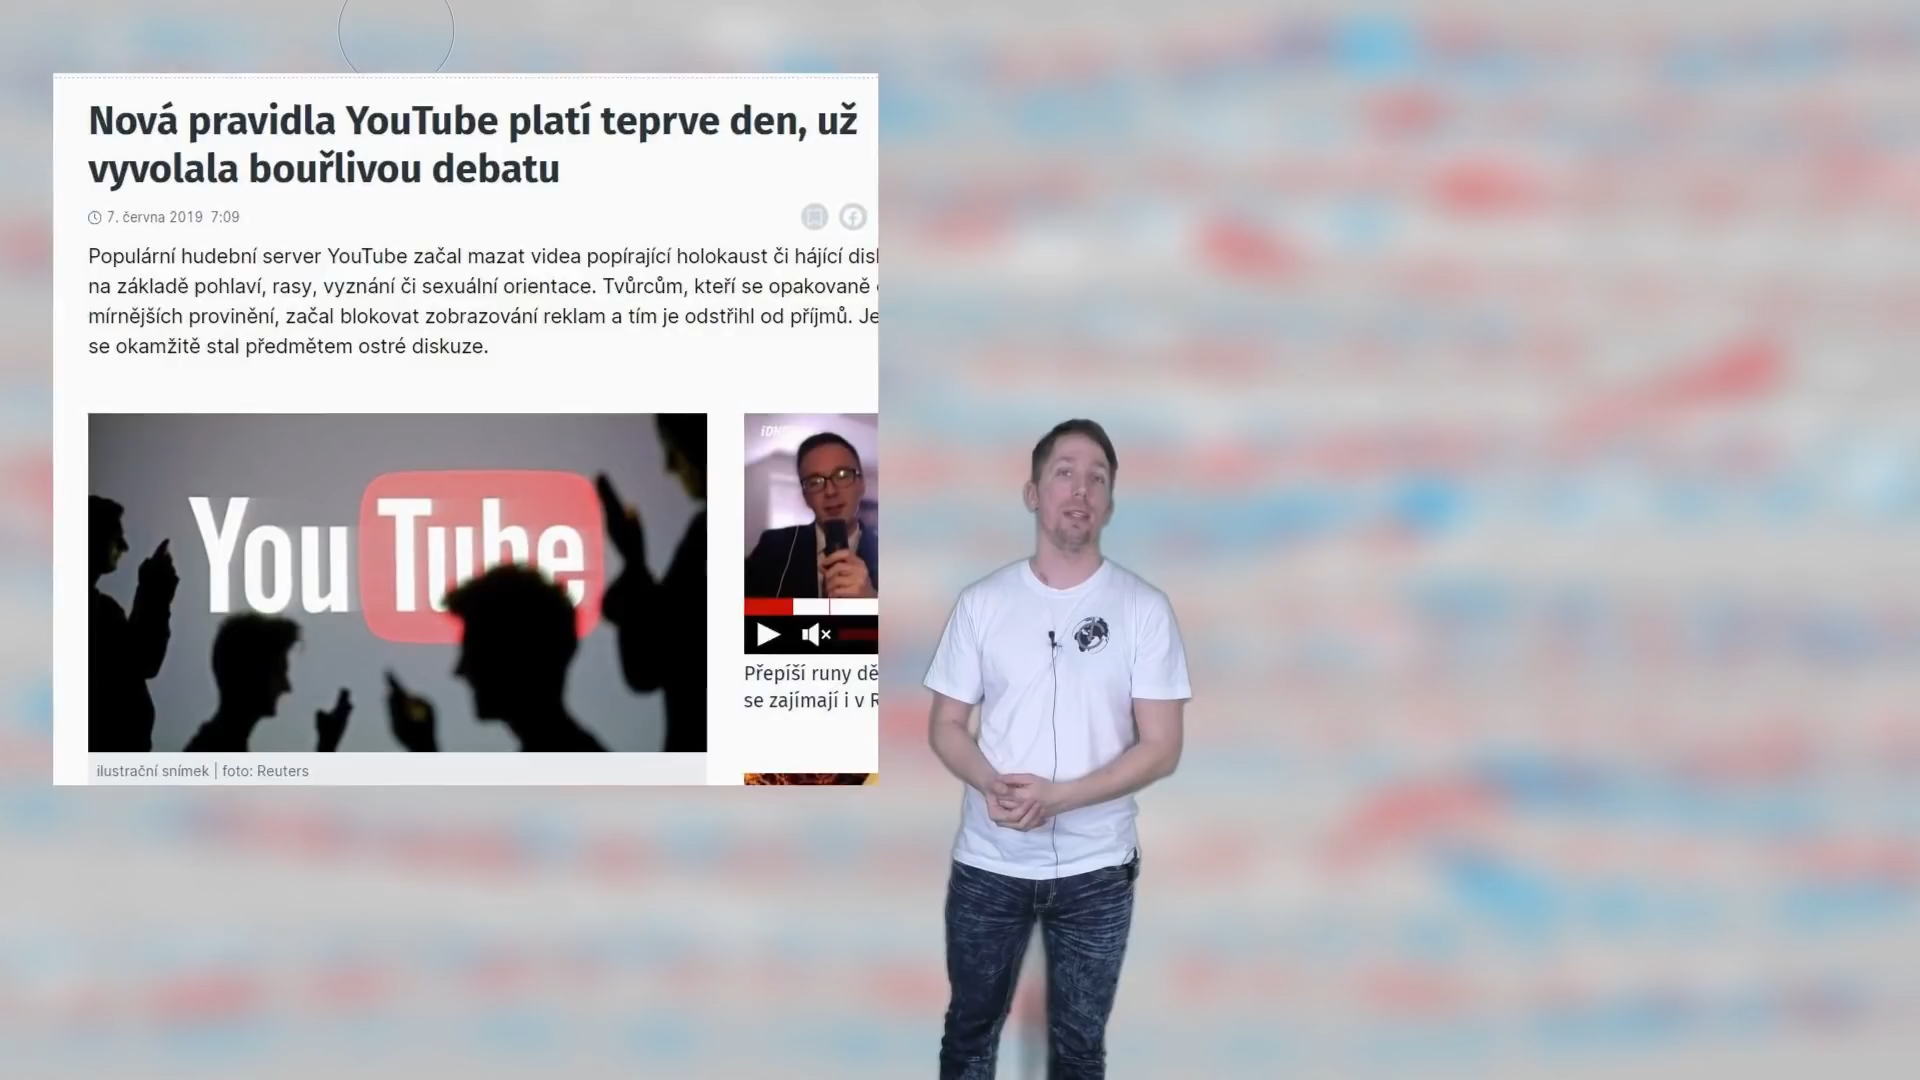 Nová pravidla YouTube platí teprve den, už
vyvolala bouřlivou debatu
7. června 2019 7:09
Populární hudební server YouTube začal mazat videa popírající holokaust či hájící
na základě pohlaví, rasy, vyznání či sexuální orientace. Tvůrcům, kteří se opakovaně
mírnějších provinění, začal blokovat zobrazování reklam a tím je odstřihl od příjmů. Je
se okamžitě stal předmětem ostré diskuze.
YouTube
Přepíší runy dě
se zajímají i v R
ilustrační snímek | foto: Reuters